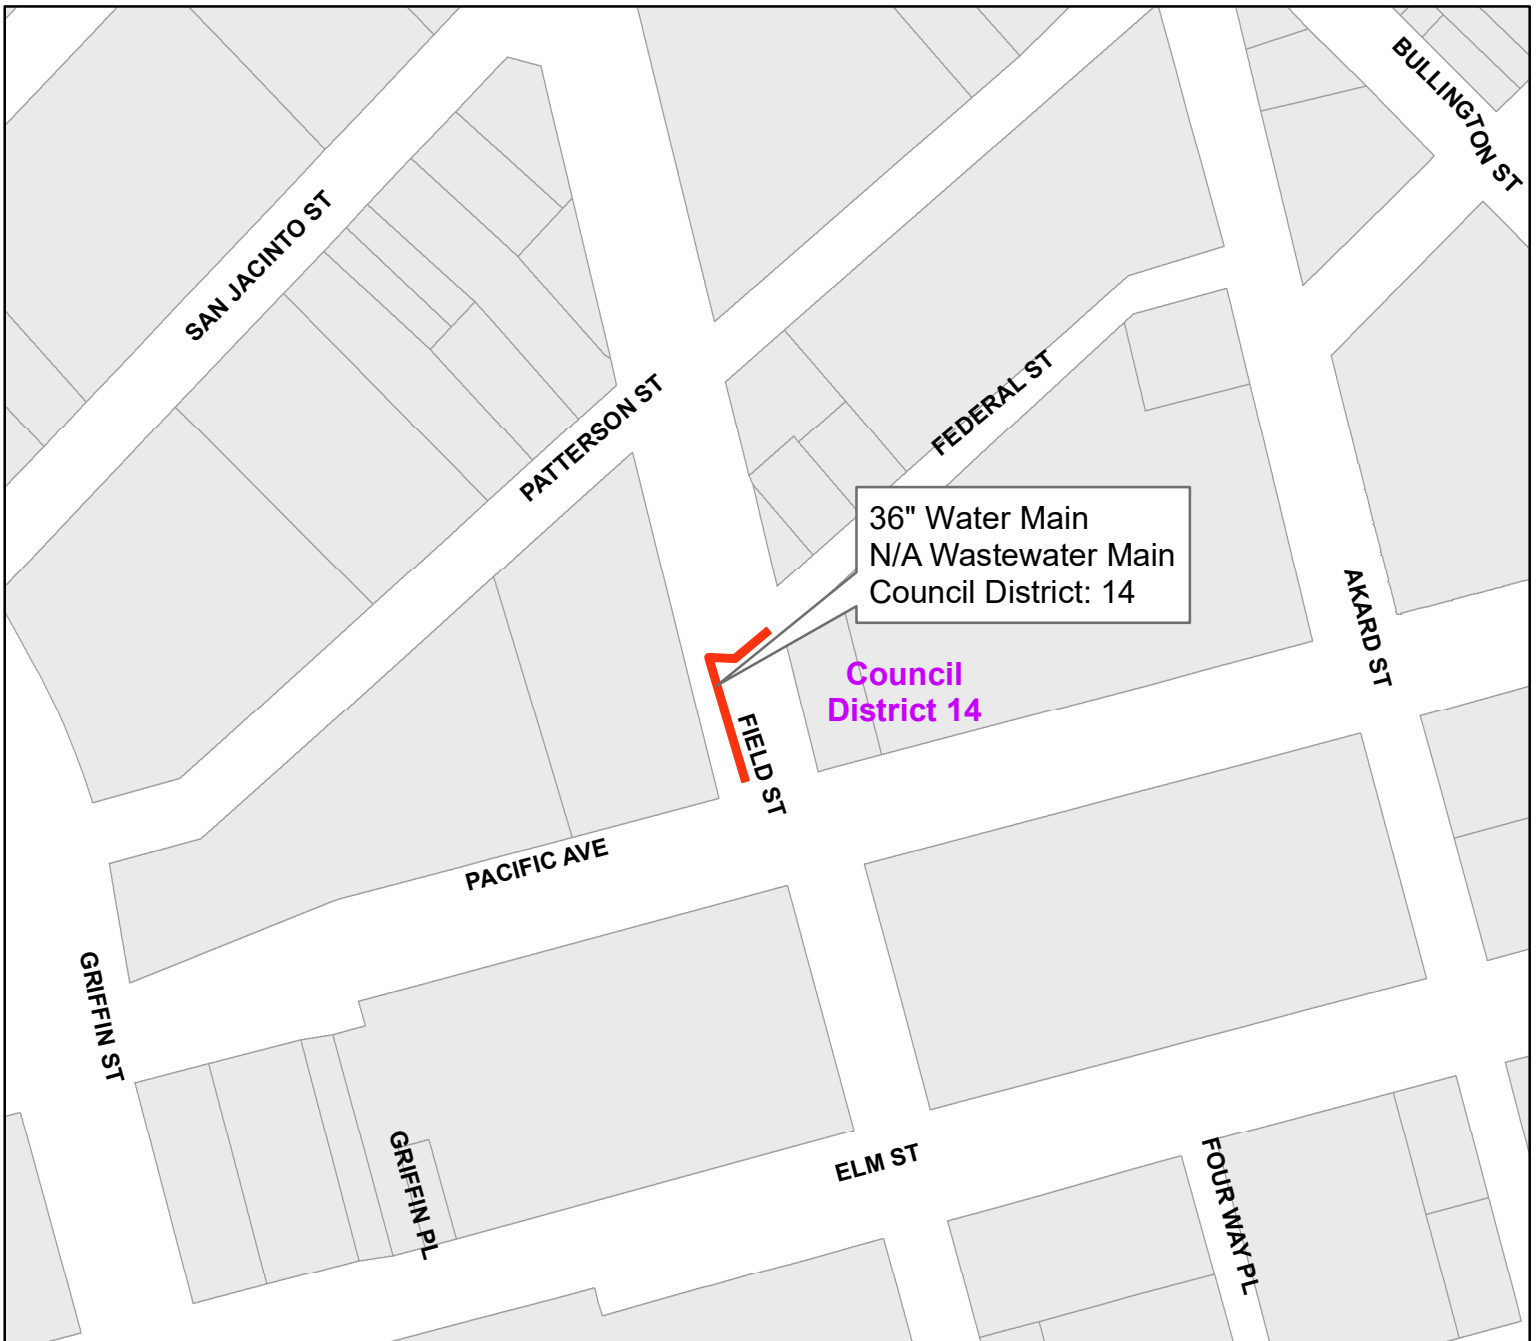 BULLINGTON ST
SAN JACINTO ST
PATTERSON ST
FEDERAL ST
36" Water Main
N/A Wastewater Main
Council District: 14
AKARD ST
Council
District 14
FIELD ST
PACIFIC AVE
GRIFFIN ST
GRIFFIN PL
ELM ST
FOUR WAY PL